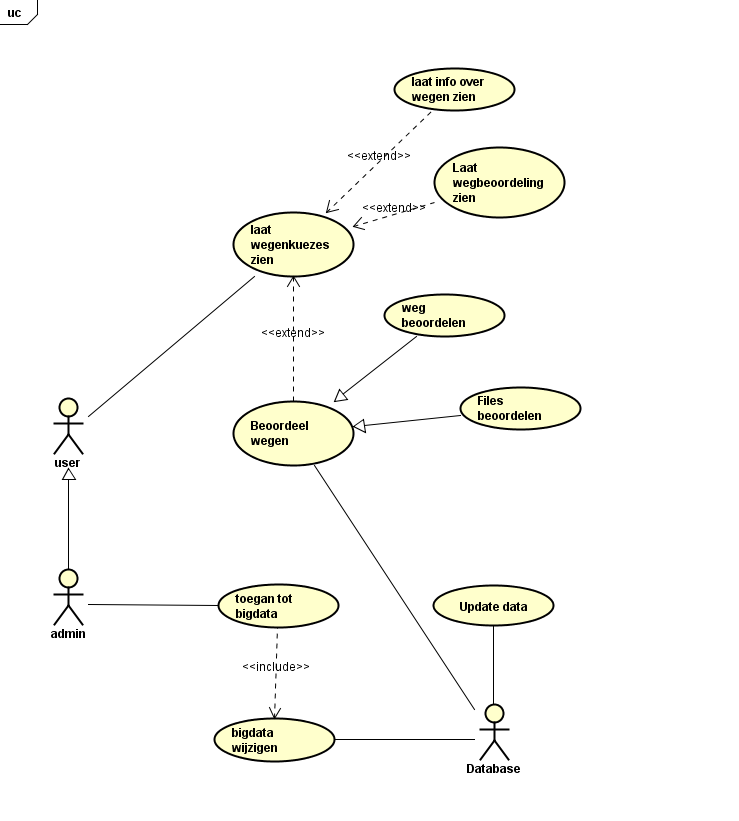 uc
laat info over
wegen zien
<<extend>>
Laat
wegbeoordeling
zien
<<extend>>
laat
wegenkuezes
zien
weg
beoordelen
<<extend>>
Files
beoordelen
Beoordeel
wegen
user
toegan tot
bigdata
Update data
admin
<<include>>
bigdata
wijzigen
Database